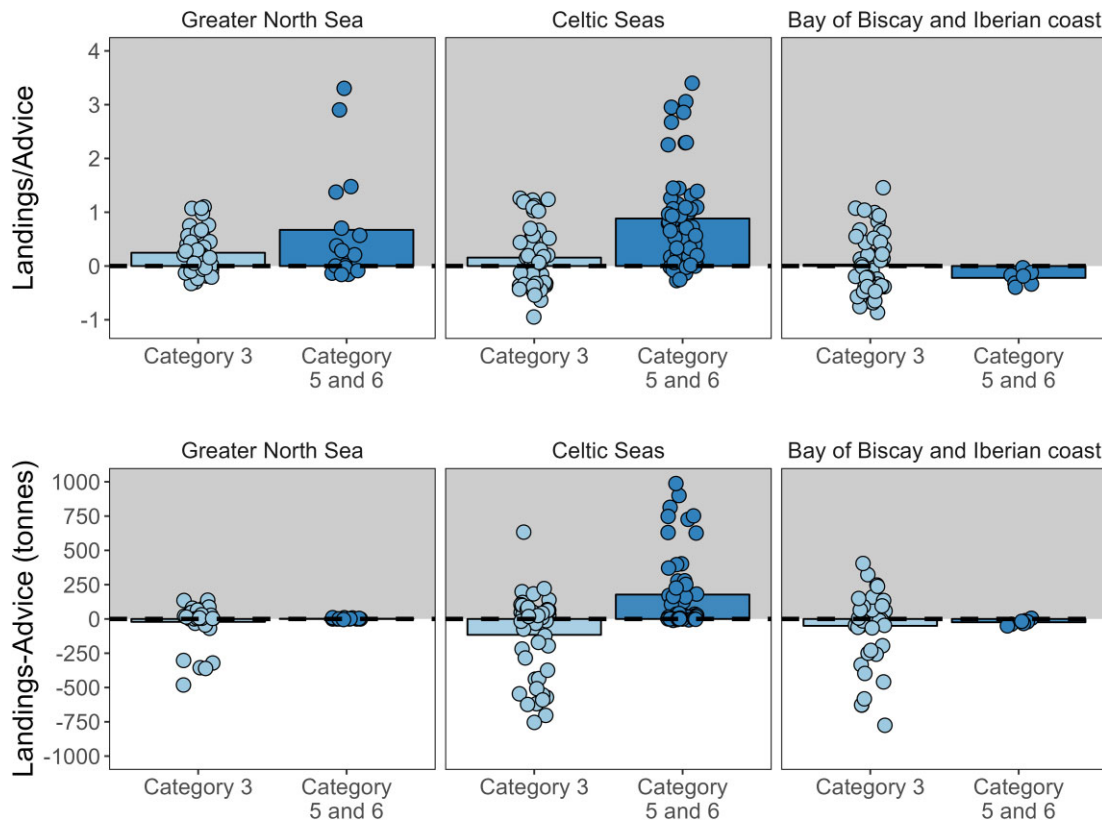 Greater North Sea
Celtic Seas
Bay of Biscay and Iberian coast
Landings/Advice
4
3
2
1
0
-1
Category 3
Category
5 and 6
Category 3
Category
5 and 6
Category 3
Category
5 and 6
Greater North Sea
Celtic Seas
Bay of Biscay and Iberian coast
Landings-Advice (tonnes)
1000
750
500
250
0
-250
-500
-750
-1000
Category 3
Category
5 and 6
Category 3
Category
5 and 6
Category 3
Category
5 and 6